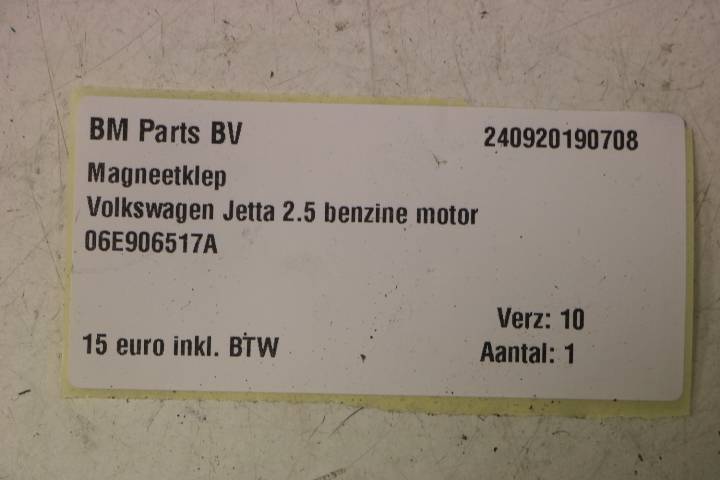 BM Parts BV 240920190708
Magneetklep
Volkswagen Jetta 2.5 benzine motor
06E906517A
Verz: 10
15 euro inkl. BTW Aantal: 1